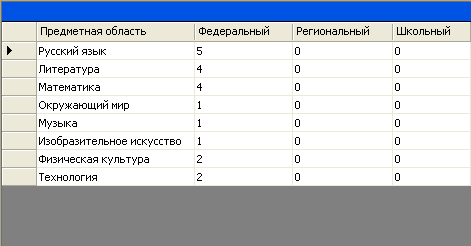 Предметная область Федеральный Региональный Школьный
Русский язык 5 0 0
Литература 4 0 0
Математика 4 0 0
Окружающий мир 1 0 0
Музыка 1 0 0
Изобразительное искусство 1 0 0
Физическая культура 2 0 0
Технология 2 0 0